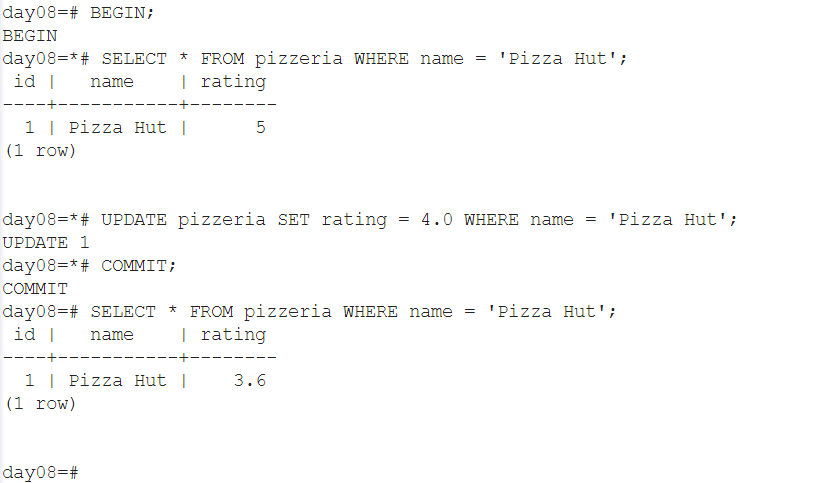 day08=# BEGIN;
BEGIN
day08=*# SELECT * FROM pizzeria WHERE name = 'Pizza Hut';
 id |   name    | rating
----+-----------+--------
  1 | Pizza Hut |      5
(1 row)
day08=*# UPDATE pizzeria SET rating = 4.0 WHERE name = 'Pizza Hut';
UPDATE 1
day08=*# COMMIT;
COMMIT
day08=# SELECT * FROM pizzeria WHERE name = 'Pizza Hut';
 id |   name    | rating
----+-----------+--------
  1 | Pizza Hut |    3.6
(1 row)
day08=#